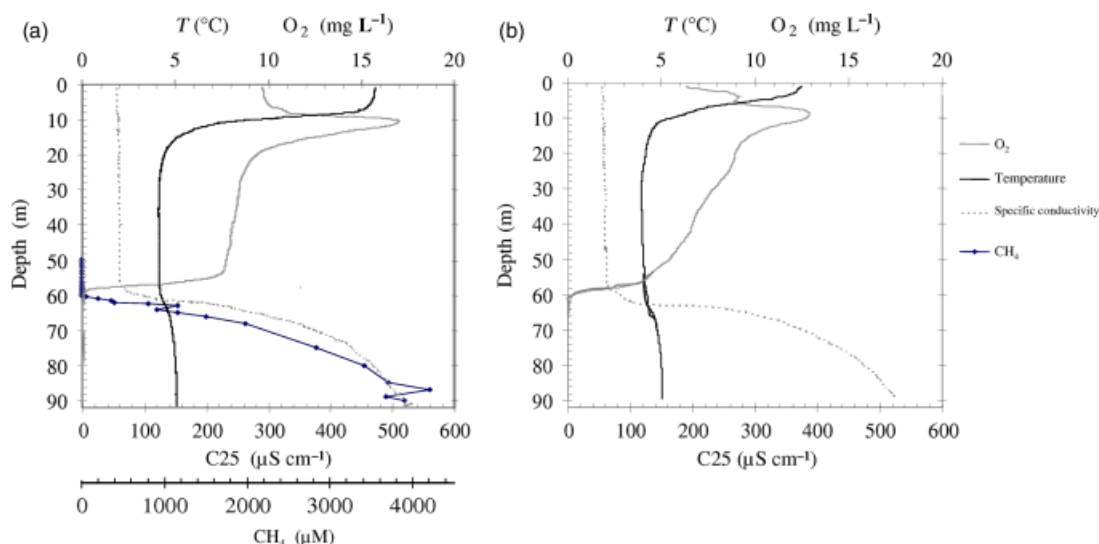 (a)
T (°C) O₂ (mg L⁻¹)
0 5 10 15 20
0
10
20
30
40
50
60
70
80
90
Depth (m)
0 100 200 300 400 500 600
C25 (µS cm⁻¹)
0 1000 2000 3000 4000
CH₄ (µM)
(b)
T (°C) O₂ (mg L⁻¹)
0 5 10 15 20
0
10
20
30
40
50
60
70
80
90
Depth (m)
0 100 200 300 400 500 600
C25 (µS cm⁻¹)
O₂
Temperature
Specific conductivity
CH₄